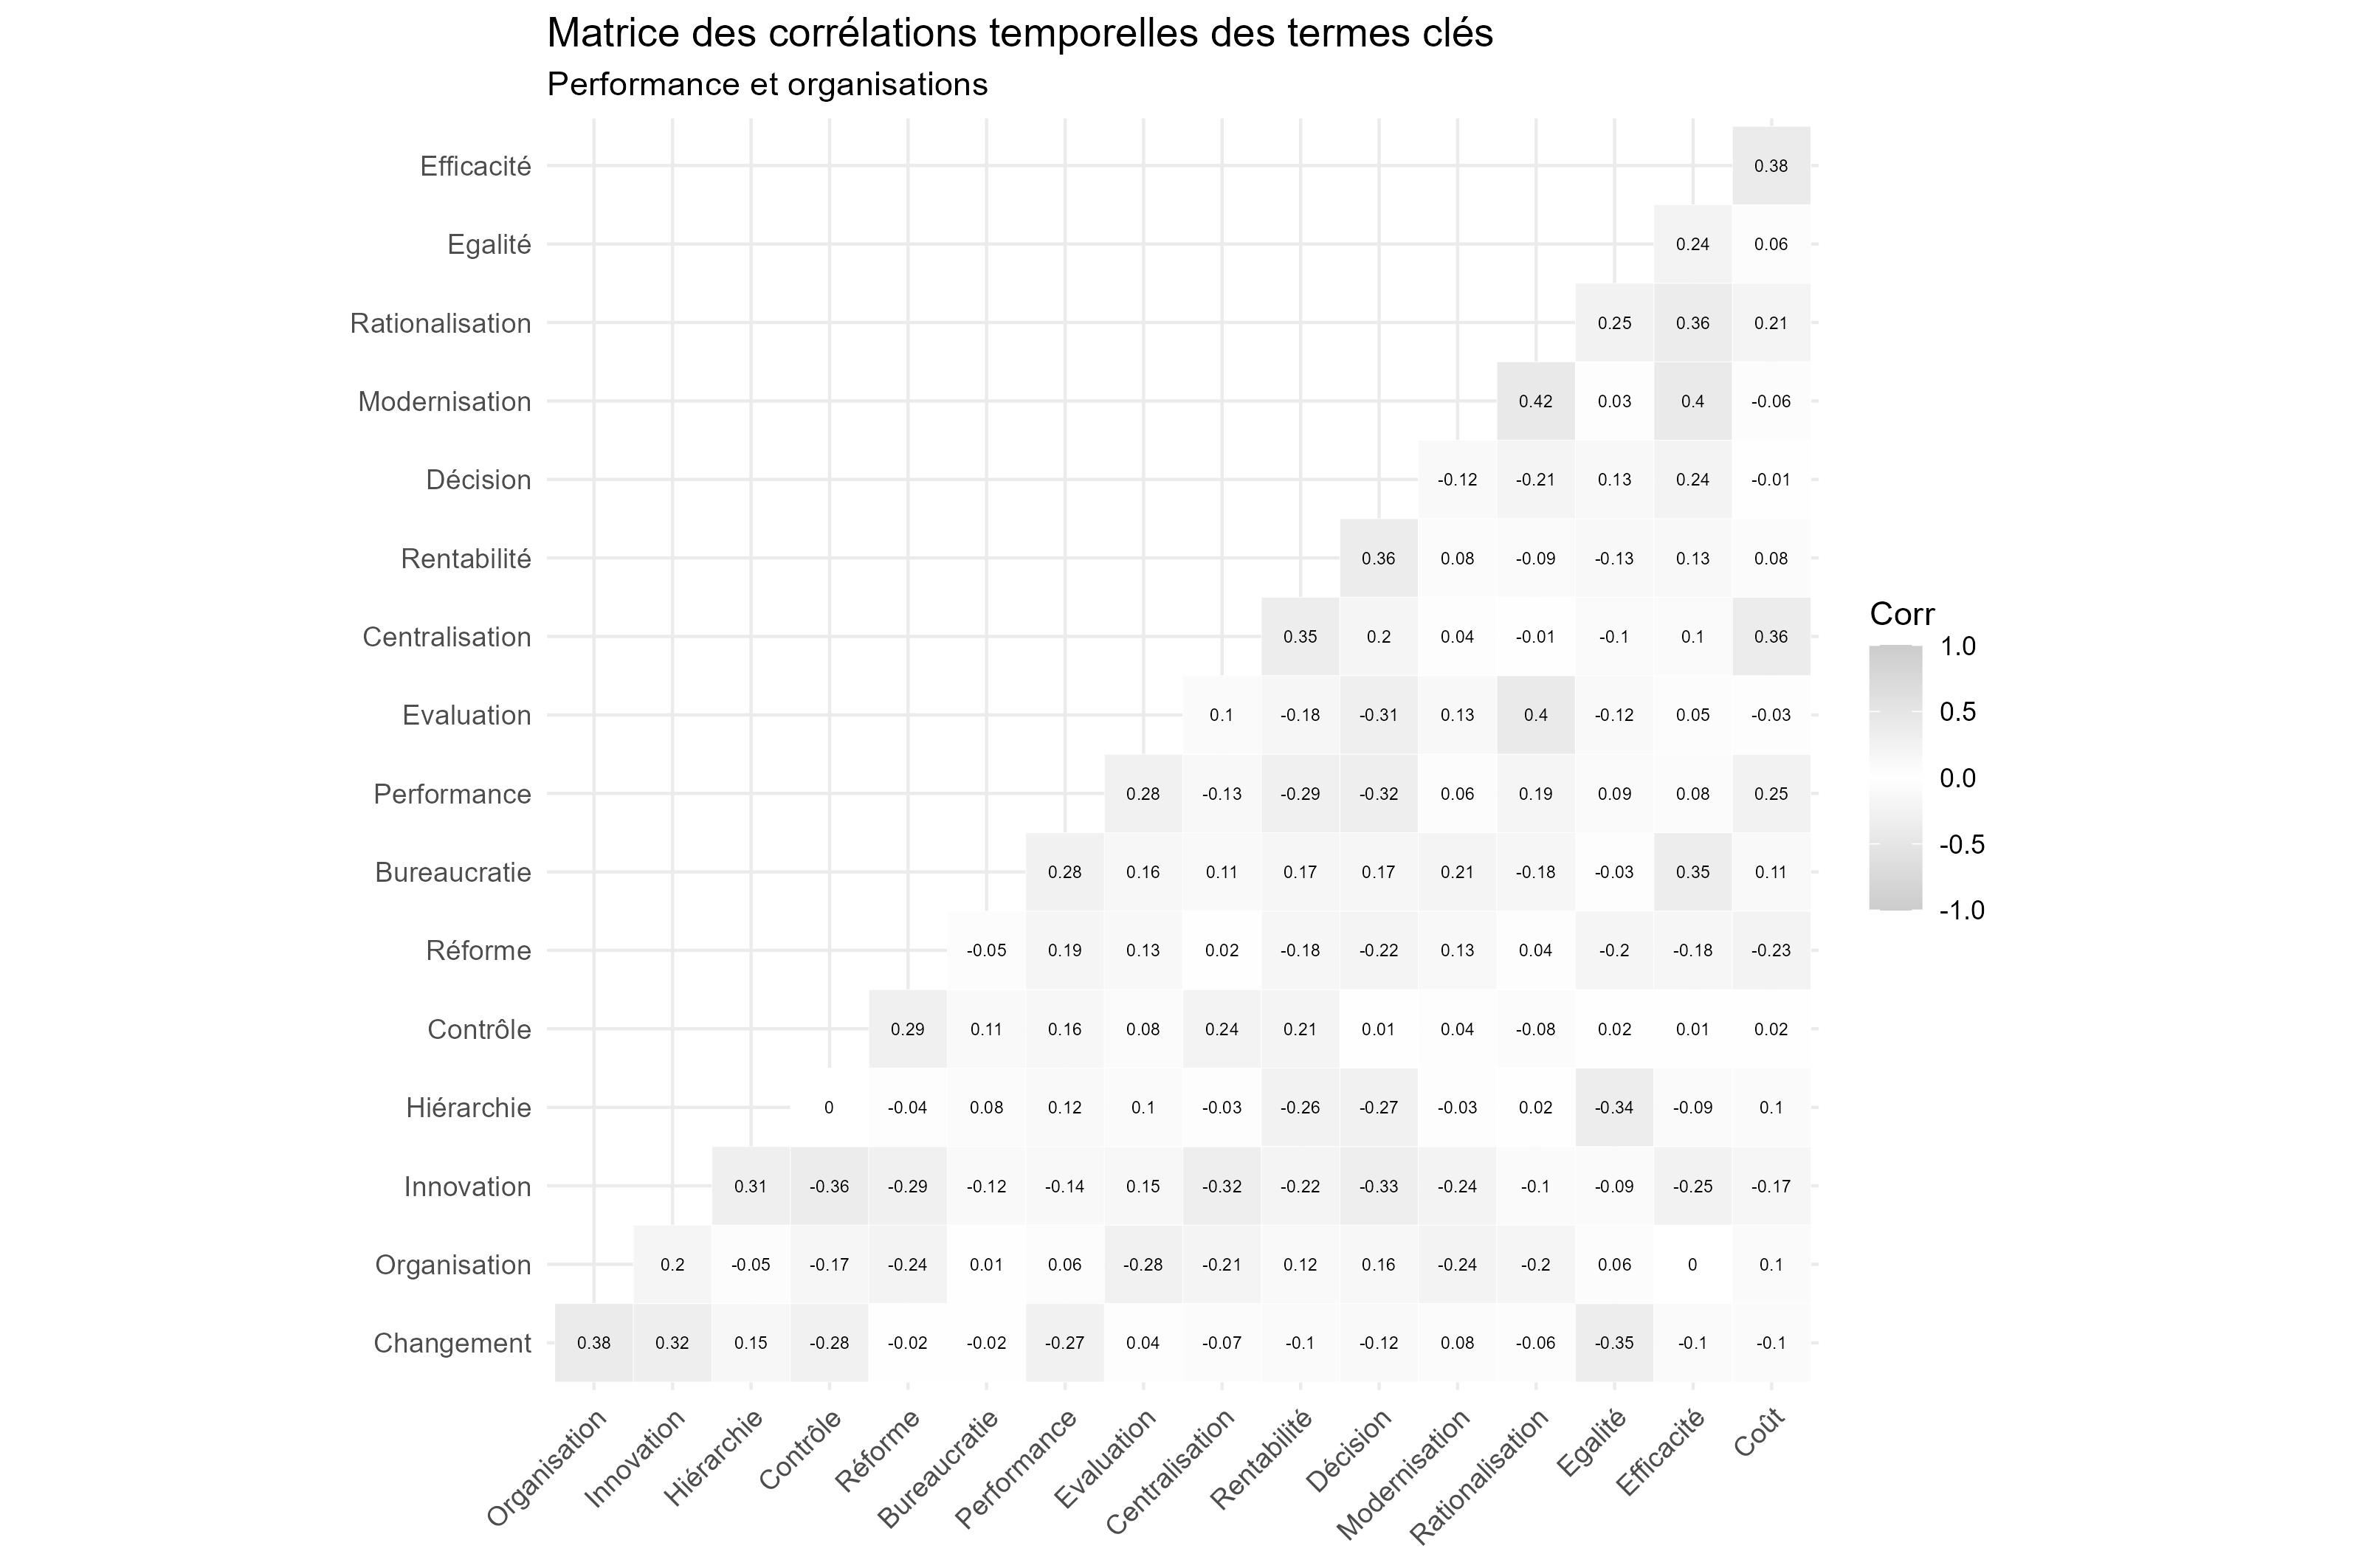 Matrice des corrélations temporelles des termes clés
Performance et organisations
Efficacité 0.38
Egalité 0.24 0.06
Rationalisation 0.25 0.36 0.21
Modernisation 0.42 0.03 0.4 -0.06
Décision -0.12 -0.21 0.13 0.24 -0.01
Rentabilité 0.36 0.08 -0.09 -0.13 0.13 0.08
Centralisation 0.35 0.2 0.04 -0.01 -0.1 0.1 0.36
Evaluation 0.1 -0.18 -0.31 0.13 0.4 -0.12 0.05 -0.03
Performance 0.28 -0.13 -0.29 -0.32 0.06 0.19 0.09 0.08 0.25
Bureaucratie 0.28 0.16 0.11 0.17 0.17 0.21 -0.18 -0.03 0.35 0.11
Réforme -0.05 0.19 0.13 0.02 -0.18 -0.22 0.13 0.04 -0.2 -0.18 -0.23
Contrôle 0.29 0.11 0.16 0.08 0.24 0.21 0.01 0.04 -0.08 0.02 0.01 0.02
Hiérarchie 0 -0.04 0.08 0.12 0.1 -0.03 -0.26 -0.27 -0.03 0.02 -0.34 -0.09 0.1
Innovation 0.31 -0.36 -0.29 -0.12 -0.14 0.15 -0.32 -0.22 -0.33 -0.24 -0.1 -0.09 -0.25 -0.17
Organisation 0.2 -0.05 -0.17 -0.24 0.01 0.06 -0.28 -0.21 0.12 0.16 -0.24 -0.2 0.06 0 0.1
Changement 0.38 0.32 0.15 -0.28 -0.02 -0.02 -0.27 0.04 -0.07 -0.1 -0.12 0.08 -0.06 -0.35 -0.1 -0.1
Organisation
Innovation
Hiérarchie
Contrôle
Réforme
Bureaucratie
Performance
Evaluation
Centralisation
Rentabilité
Décision
Modernisation
Rationalisation
Egalité
Efficacité
Coût
Corr
1.0
0.5
0.0
-0.5
-1.0